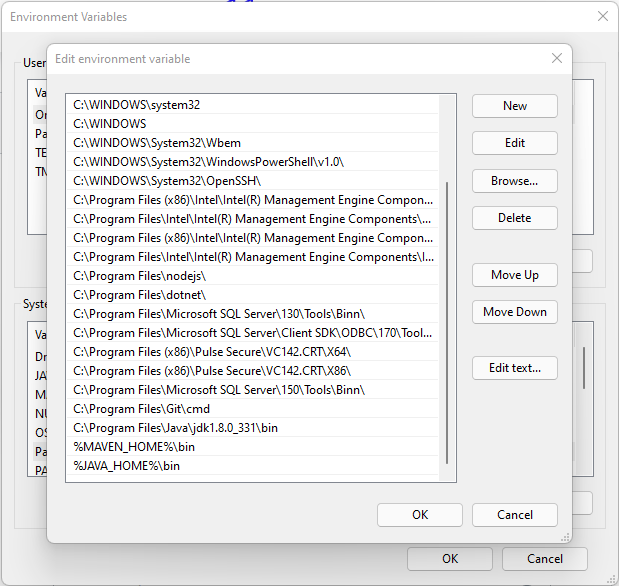 Environment Variables
Edit environment variable
User
Va
On
Pa
TE
TM
C:\WINDOWS\system32
C:\WINDOWS
C:\WINDOWS\System32\Wbem
C:\WINDOWS\System32\WindowsPowerShell\v1.0\
C:\WINDOWS\System32\OpenSSH\
C:\Program Files (x86)\Intel\Intel(R) Management Engine Compon...
C:\Program Files\Intel\Intel(R) Management Engine Components\...
C:\Program Files (x86)\Intel\Intel(R) Management Engine Compon...
C:\Program Files\Intel\Intel(R) Management Engine Components\I...
C:\Program Files\nodejs\
C:\Program Files\dotnet\
C:\Program Files\Microsoft SQL Server\130\Tools\Binn\
C:\Program Files\Microsoft SQL Server\Client SDK\ODBC\170\Tool...
C:\Program Files (x86)\Pulse Secure\VC142.CRT\X64\
C:\Program Files (x86)\Pulse Secure\VC142.CRT\X86\
C:\Program Files\Microsoft SQL Server\150\Tools\Binn\
C:\Program Files\Git\cmd
C:\Program Files\Java\jdk1.8.0_331\bin
%MAVEN_HOME%\bin
%JAVA_HOME%\bin
New
Edit
Browse...
Delete
Move Up
Move Down
Edit text...
Syste
Va
Dr
JA
M
NU
OS
Pa
PA
OK
Cancel
OK
Cancel